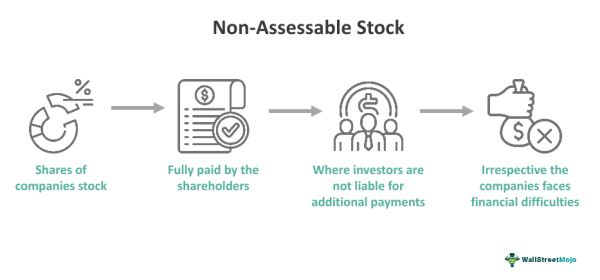 Non-Assessable Stock
%
$
Shares of
companies stock
Fully paid by the
shareholders
Where investors are
not liable for
additional payments
$
Irrespective the
companies faces
financial difficulties
WallStreetMojo